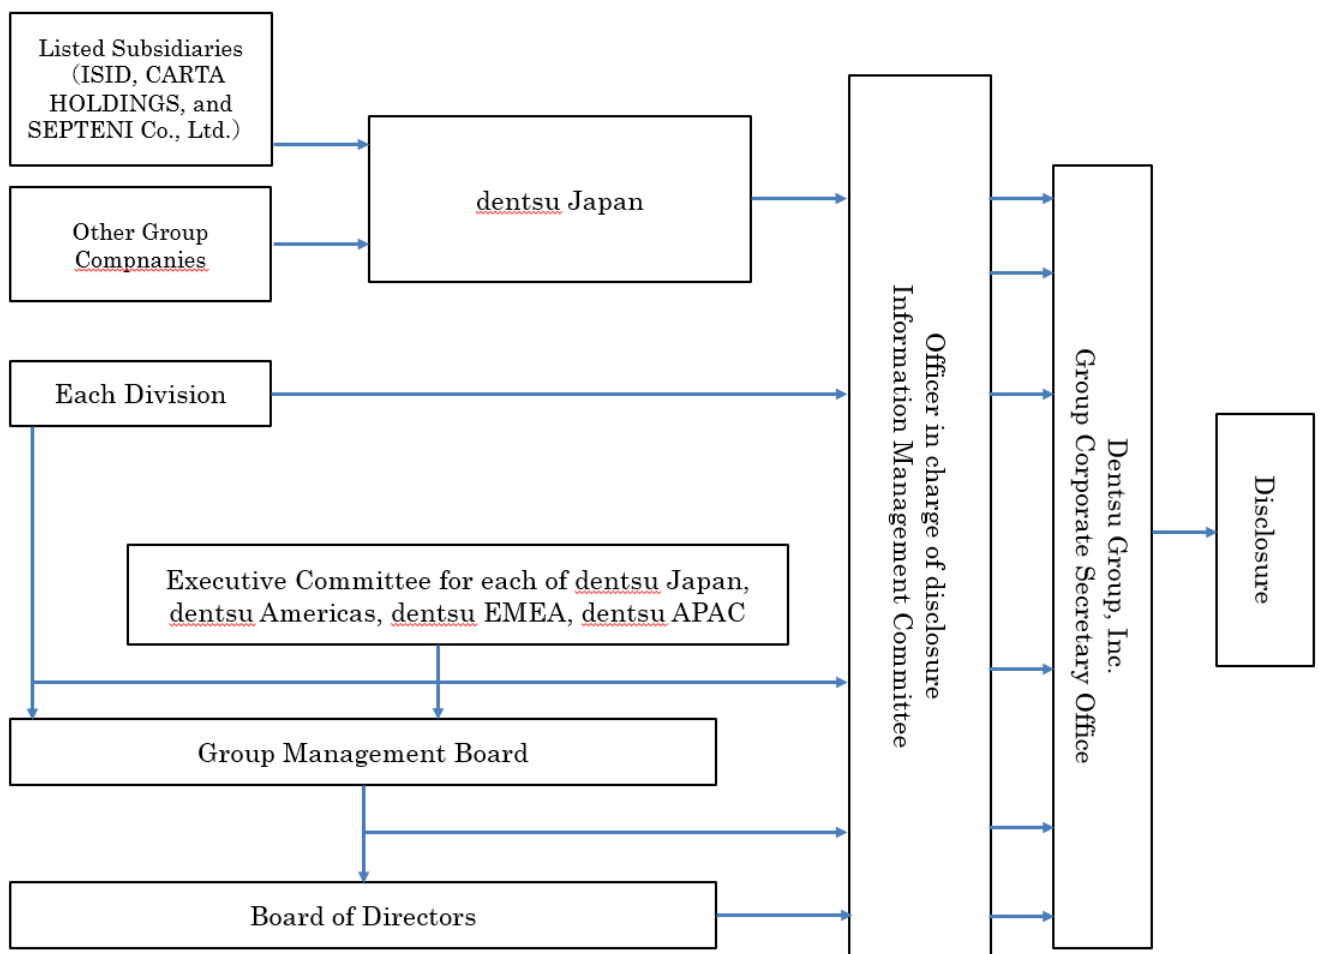 Listed Subsidiaries
（ISID, CARTA
HOLDINGS, and
SEPTENI Co., Ltd.）
dentsu Japan
Other Group
Compnanies
Each Division
Executive Committee for each of dentsu Japan,
dentsu Americas, dentsu EMEA, dentsu APAC
Group Management Board
Board of Directors
Officer in charge of disclosure
Information Management Committee
Dentsu Group, Inc.
Group Corporate Secretary Office
Disclosure